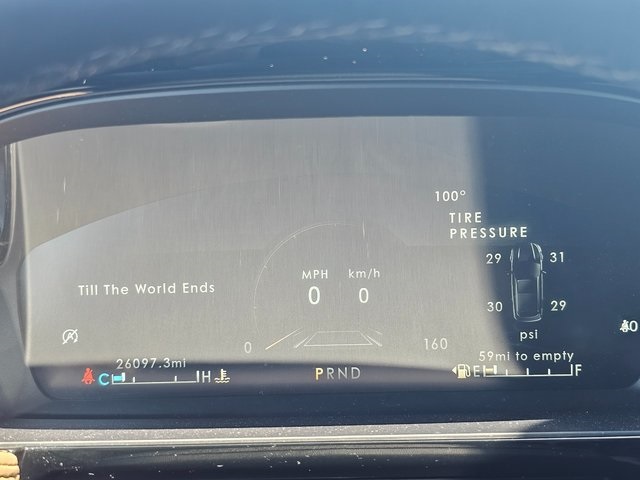 100°
TIRE
PRESSURE
29 31
MPH km/h
Till The World Ends
0 0
30 29
psi
0 160
26097.3mi
59mi to empty
C H
PRND
E F